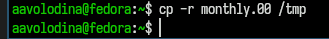 aavolodina@fedora:~$ cp -r monthly.00 /tmp
aavolodina@fedora:~$